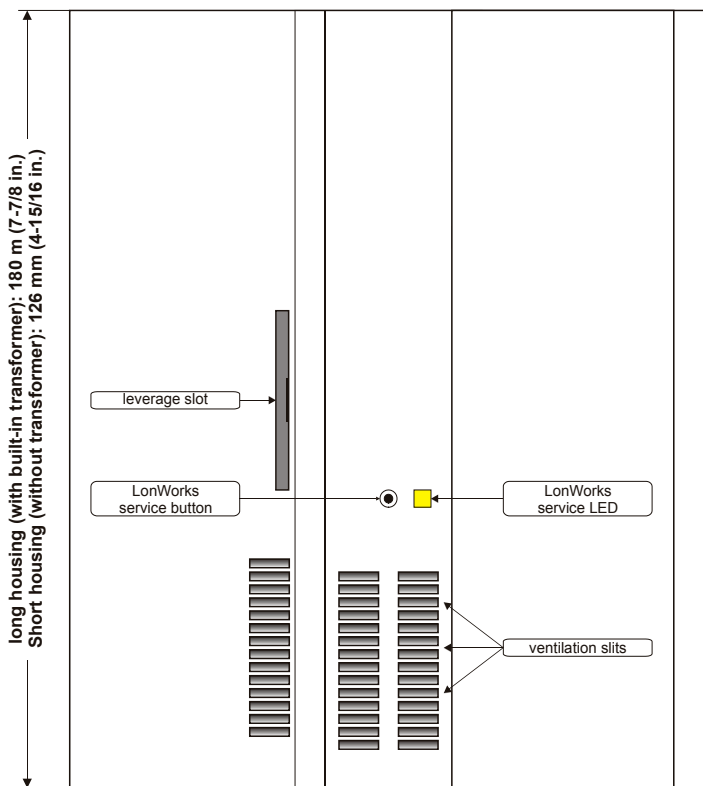 long housing (with built-in transformer): 180 m (7-7/8 in.)
Short housing (without transformer): 126 mm (4-15/16 in.)
leverage slot
LonWorks
service button
LonWorks
service LED
ventilation slits